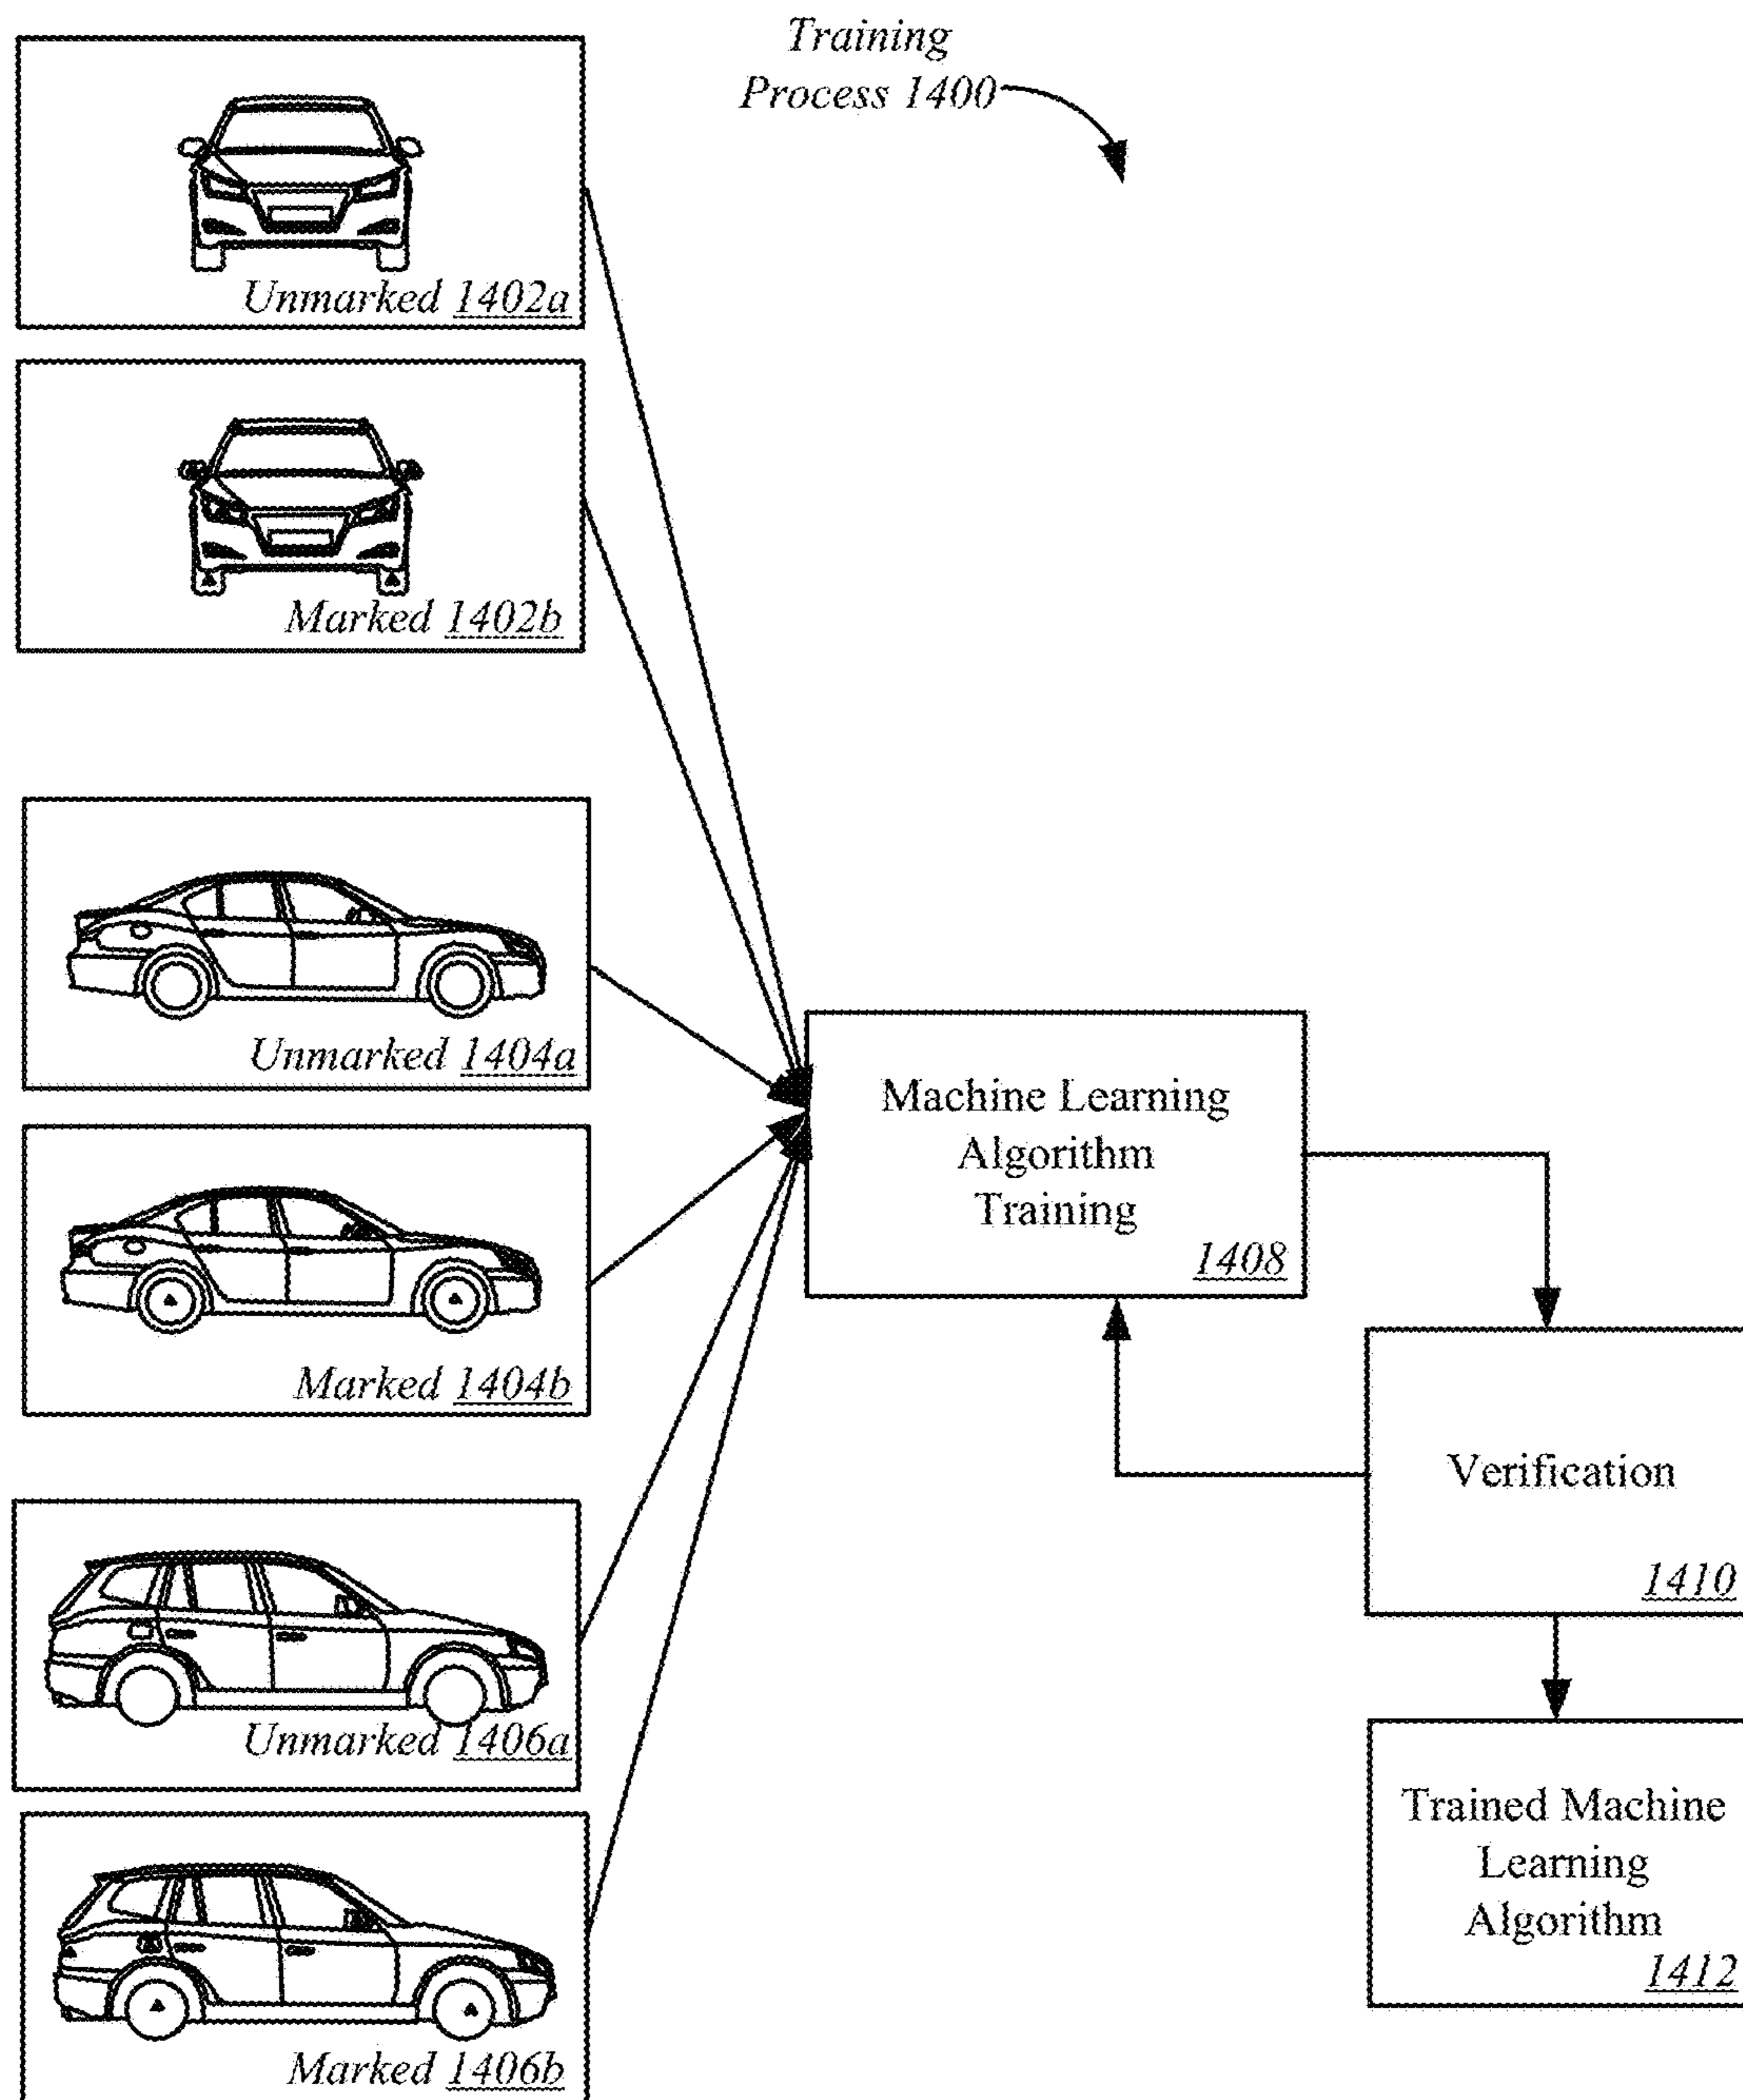 Training
Process 1400
Unmarked 1402a
Marked 1402b
Unmarked 1404a
Marked 1404b
Unmarked 1406a
Marked 1406b
Machine Learning
Algorithm
Training
1408
Verification
1410
Trained Machine
Learning
Algorithm
1412